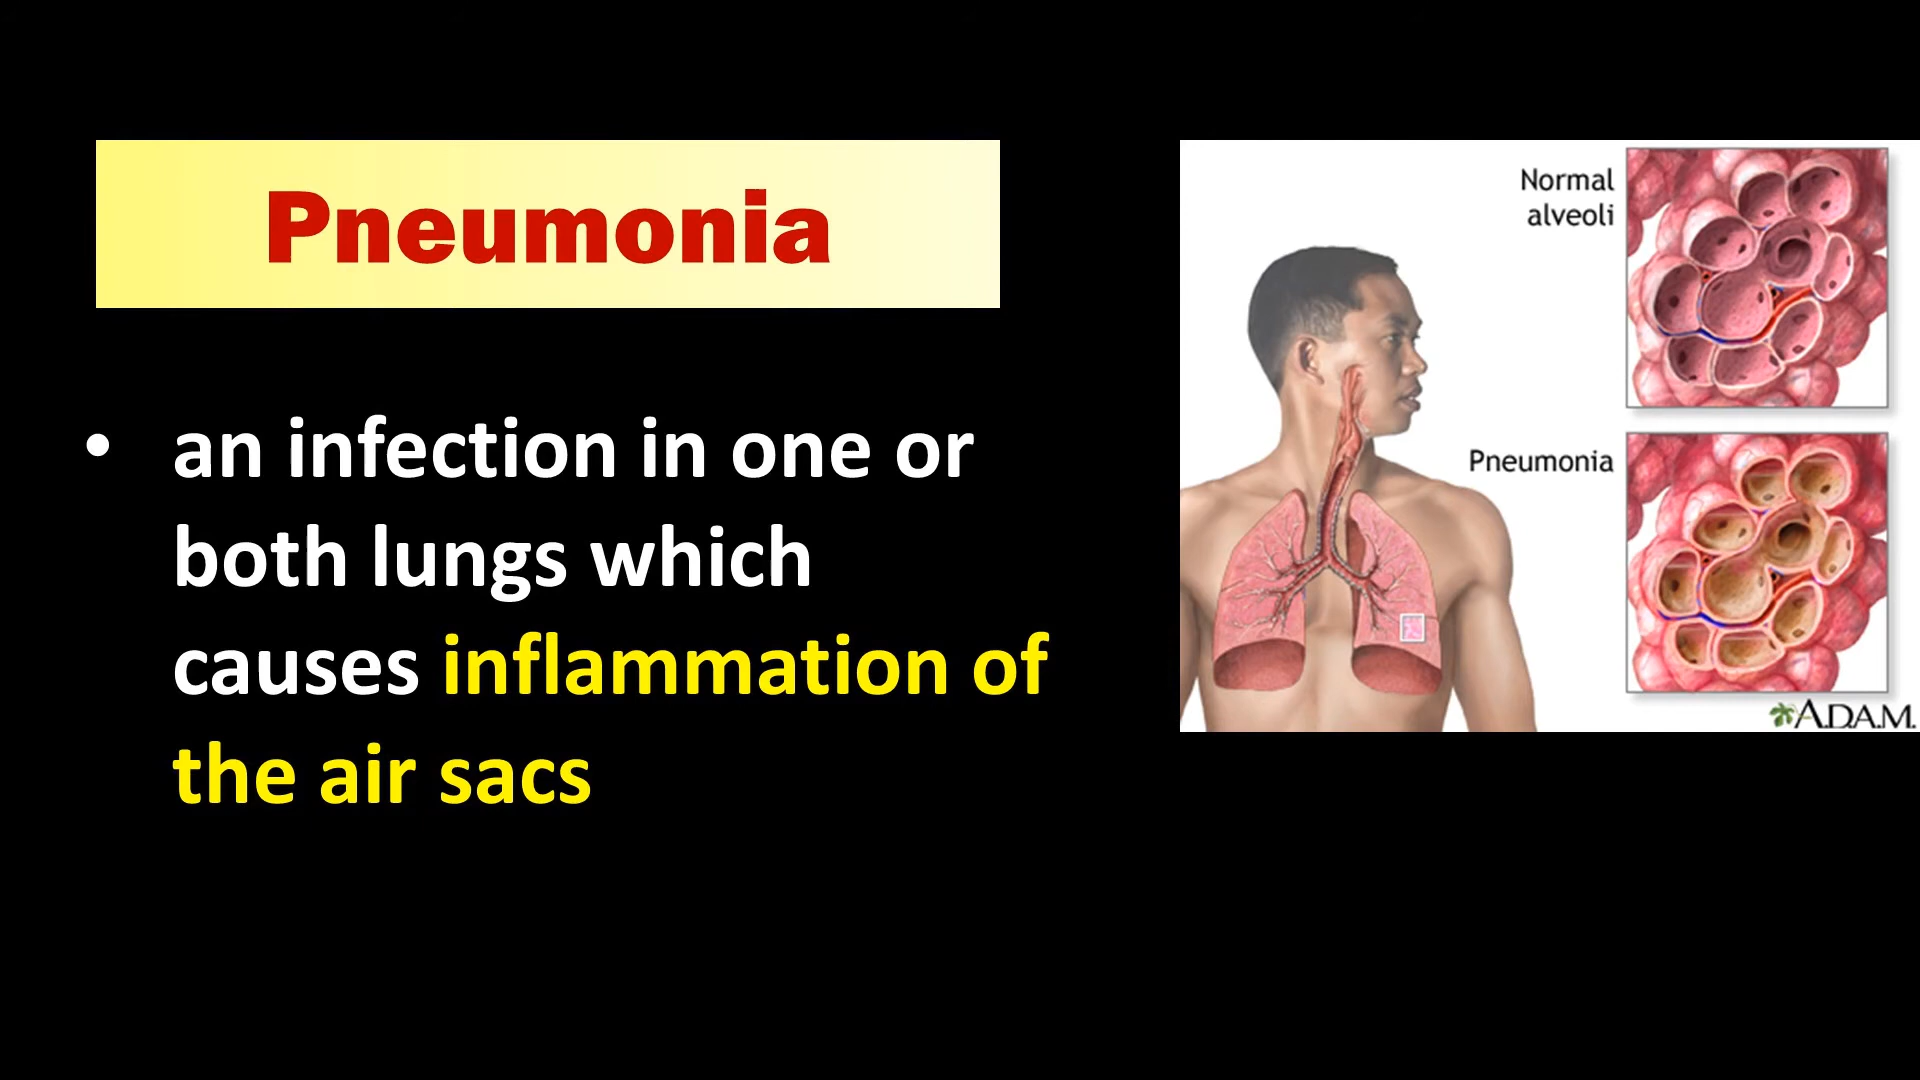 Pneumonia
• an infection in one or
both lungs which
causes inflammation of
the air sacs
Normal
alveoli
Pneumonia
A.D.A.M.